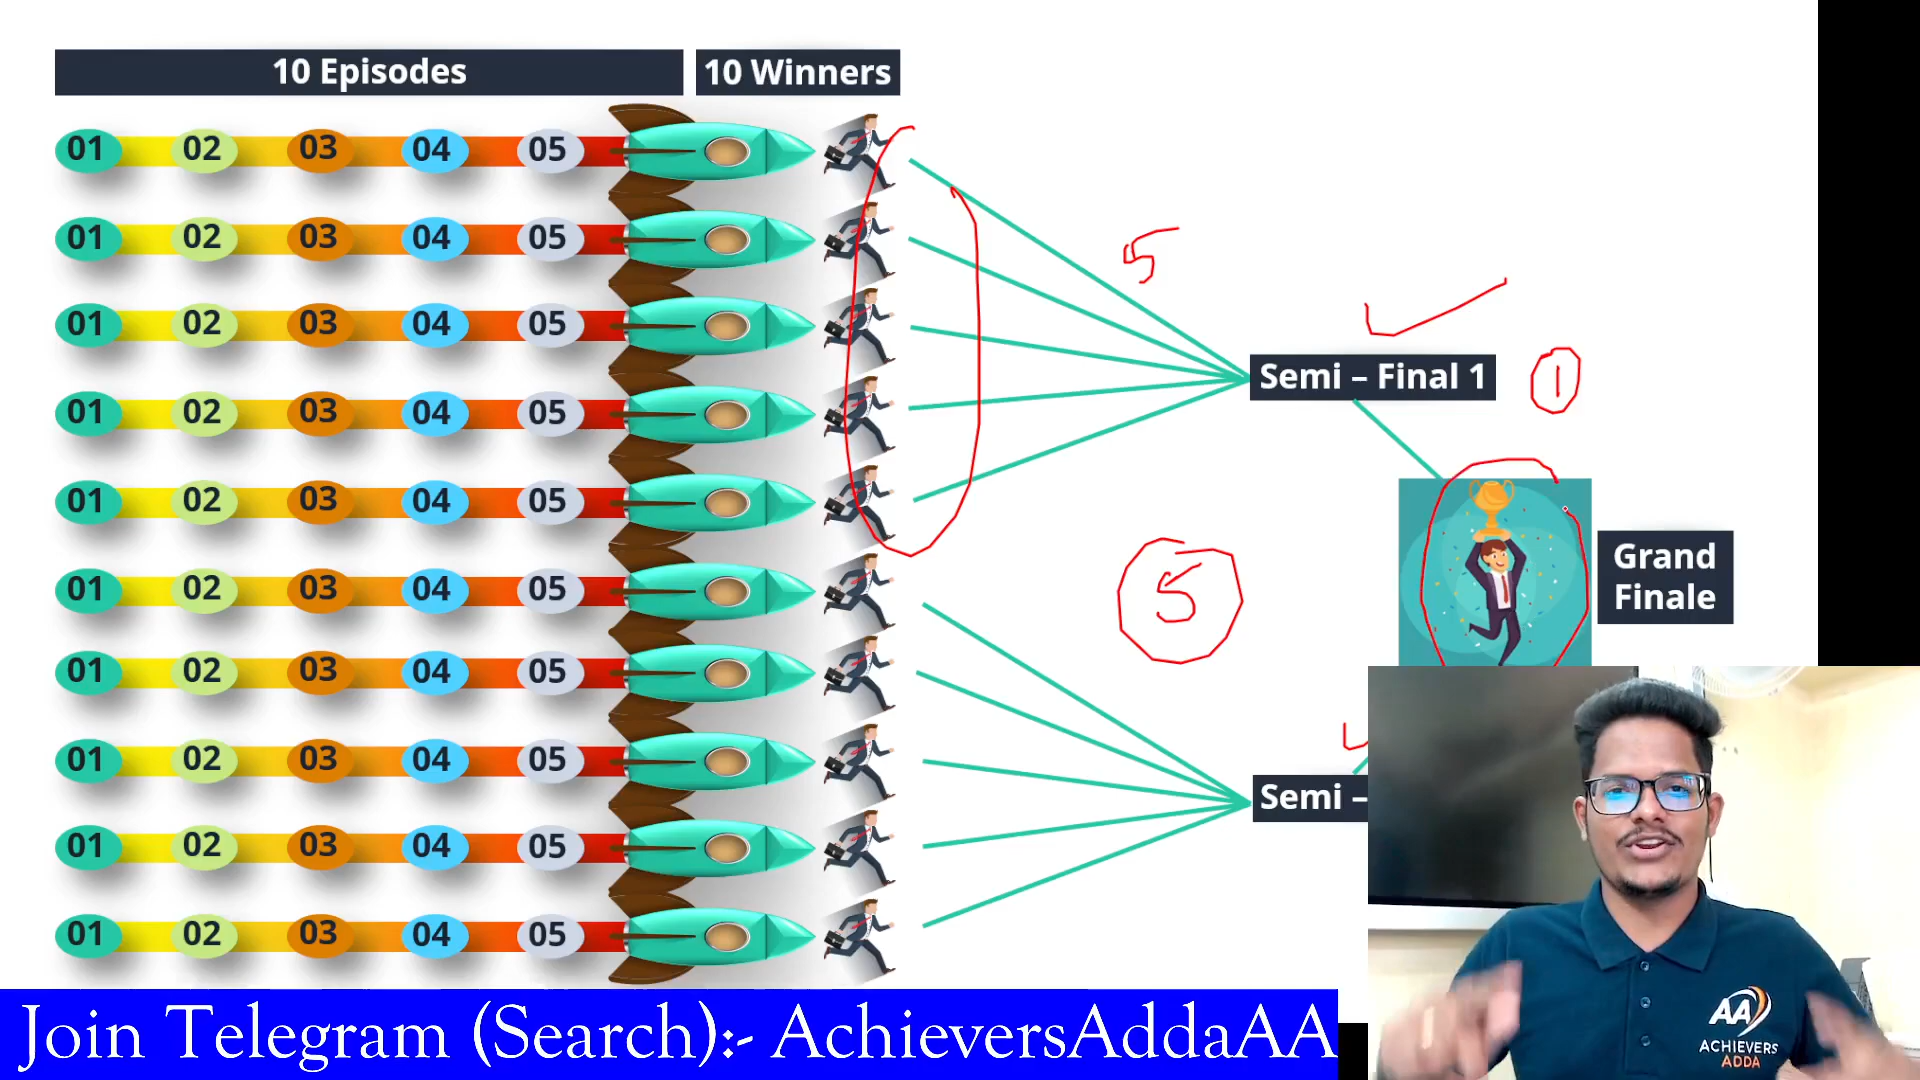 10 Episodes 10 Winners
01 02 03 04 05
01 02 03 04 05
01 02 03 04 05
01 02 03 04 05
01 02 03 04 05
01 02 03 04 05
01 02 03 04 05
01 02 03 04 05
01 02 03 04 05
01 02 03 04 05
5
Semi – Final 1
1
5
Grand
Finale
Semi –
AA
ACHIEVERS
ADDA
Join Telegram (Search):- AchieversAddaAA